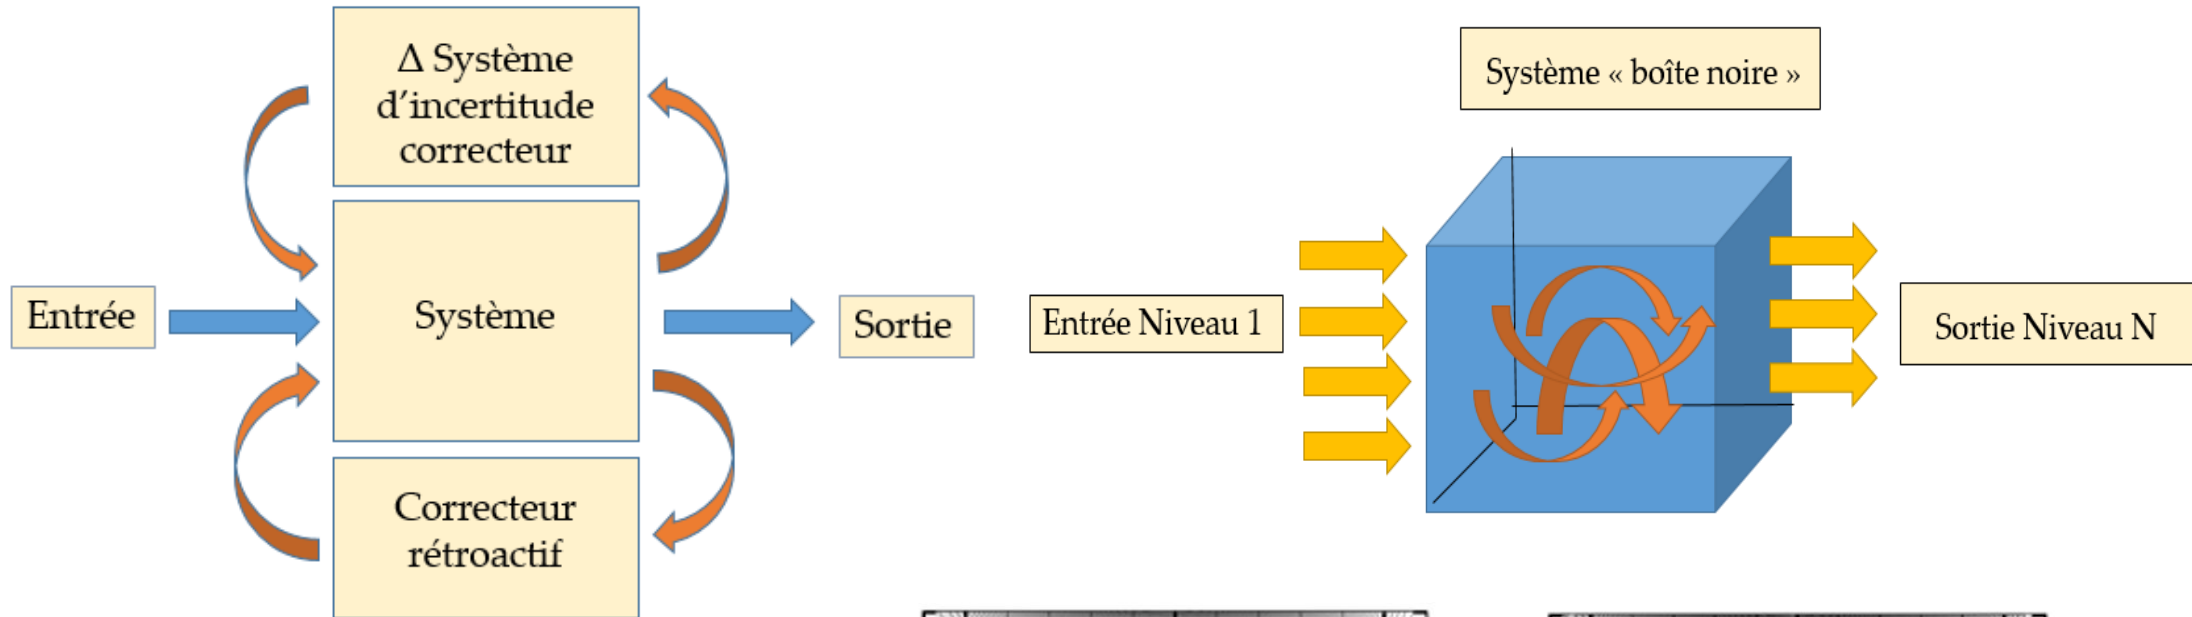 Δ Système
d’incertitude
correcteur
Entrée
Système
Sortie
Correcteur
rétroactif
Système « boîte noire »
Entrée Niveau 1
Sortie Niveau N